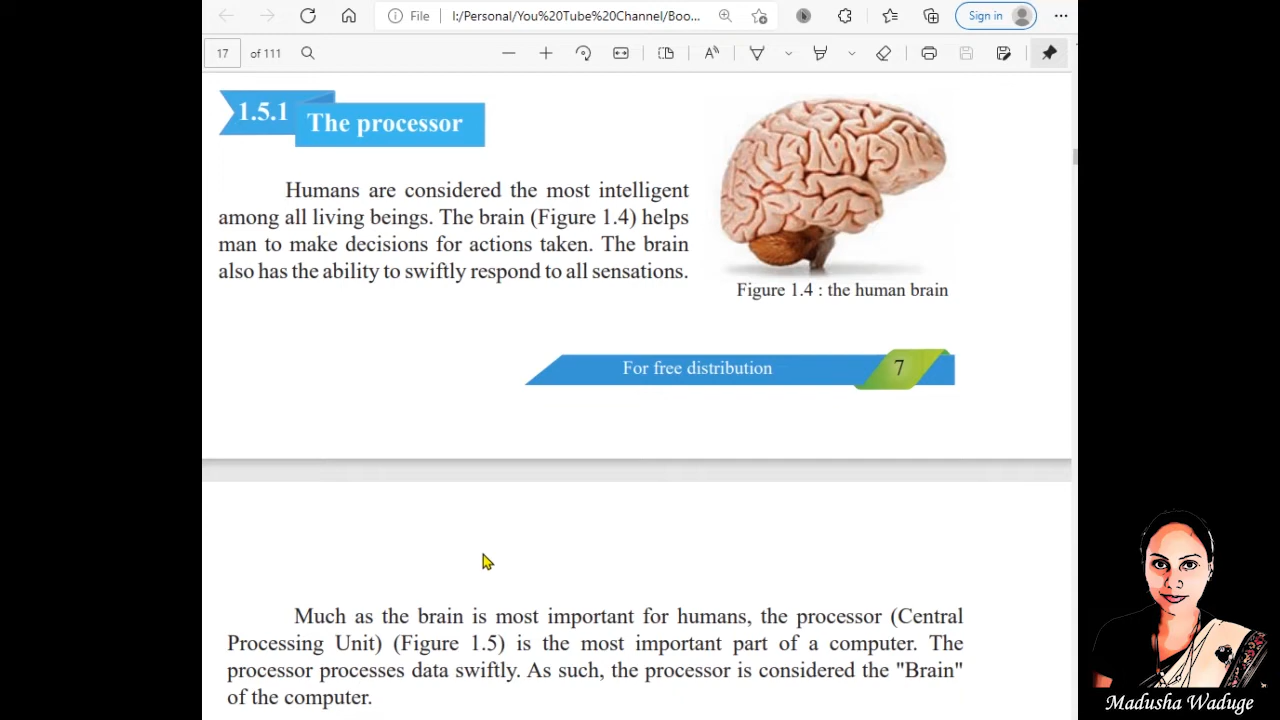 File
I:/Personal/You%20Tube%20Channel/Boo...
Sign in
17
of 111
1.5.1
The processor
Humans are considered the most intelligent
among all living beings. The brain (Figure 1.4) helps
man to make decisions for actions taken. The brain
also has the ability to swiftly respond to all sensations.
Figure 1.4 : the human brain
For free distribution
7
Much as the brain is most important for humans, the processor (Central
Processing Unit) (Figure 1.5) is the most important part of a computer. The
processor processes data swiftly. As such, the processor is considered the "Brain"
of the computer.
Madusha Waduge